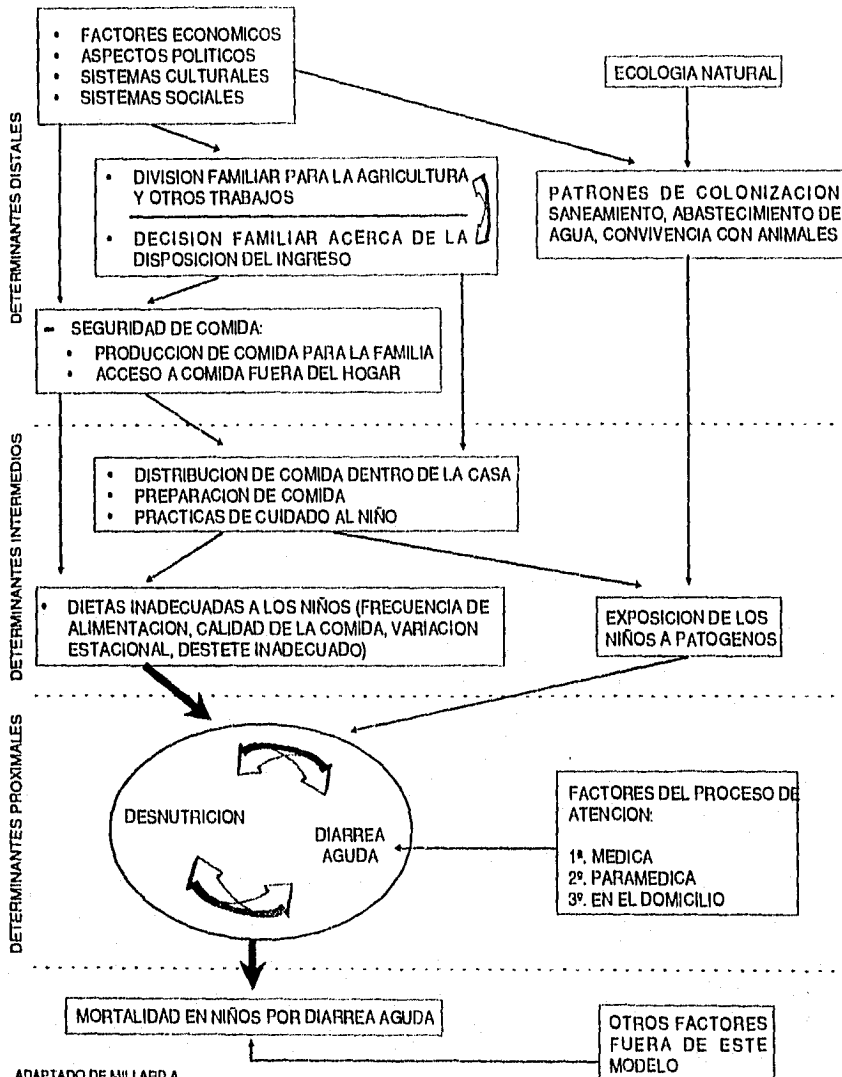 • FACTORES ECONOMICOS
• ASPECTOS POLITICOS
• SISTEMAS CULTURALES
• SISTEMAS SOCIALES
ECOLOGIA NATURAL
DETERMINANTES DISTALES
• DIVISION FAMILIAR PARA LA AGRICULTURA
Y OTROS TRABAJOS
• DECISION FAMILIAR ACERCA DE LA
DISPOSICION DEL INGRESO
PATRONES DE COLONIZACION
SANEAMIENTO, ABASTECIMIENTO DE
AGUA, CONVIVENCIA CON ANIMALES
– SEGURIDAD DE COMIDA:
• PRODUCCION DE COMIDA PARA LA FAMILIA
• ACCESO A COMIDA FUERA DEL HOGAR
DETERMINANTES INTERMEDIOS
• DISTRIBUCION DE COMIDA DENTRO DE LA CASA
• PREPARACION DE COMIDA
• PRACTICAS DE CUIDADO AL NIÑO
• DIETAS INADECUADAS A LOS NIÑOS (FRECUENCIA DE
ALIMENTACION, CALIDAD DE LA COMIDA, VARIACION
ESTACIONAL, DESTETE INADECUADO)
EXPOSICION DE LOS
NIÑOS A PATOGENOS
DETERMINANTES PROXIMALES
DESNUTRICION
DIARREA
AGUDA
FACTORES DEL PROCESO DE
ATENCION:
1ª. MEDICA
2º. PARAMEDICA
3º. EN EL DOMICILIO
MORTALIDAD EN NIÑOS POR DIARREA AGUDA
OTROS FACTORES
FUERA DE ESTE
MODELO
ADAPTADO DE MILLARD A.